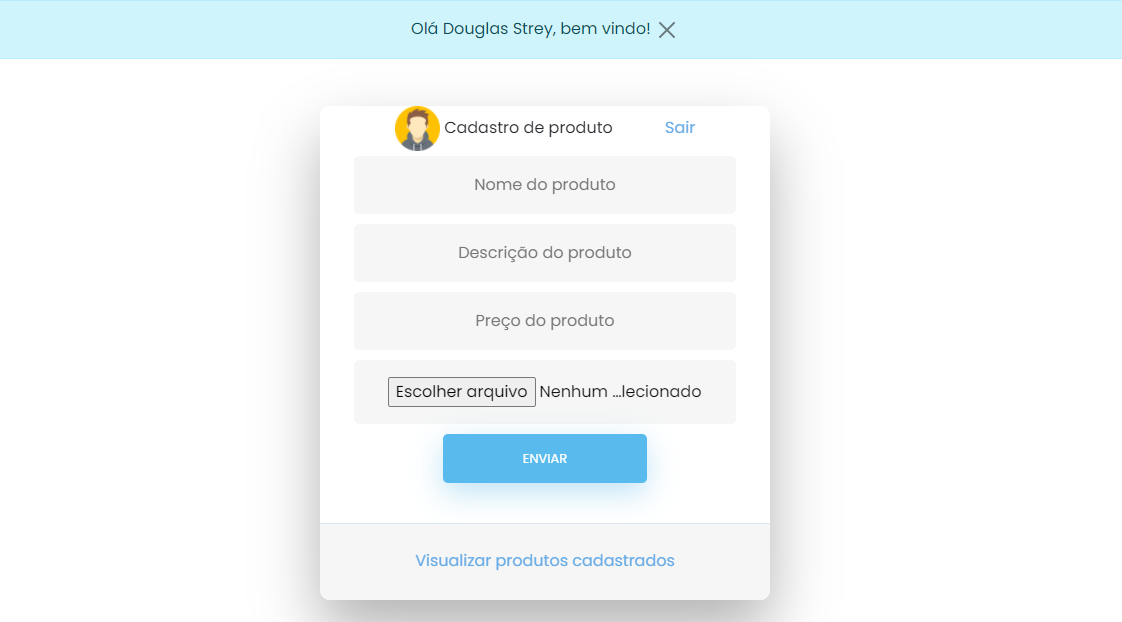 Olá Douglas Strey, bem vindo!
Cadastro de produto Sair
Nome do produto
Descrição do produto
Preço do produto
Escolher arquivo Nenhum ...lecionado
ENVIAR
Visualizar produtos cadastrados